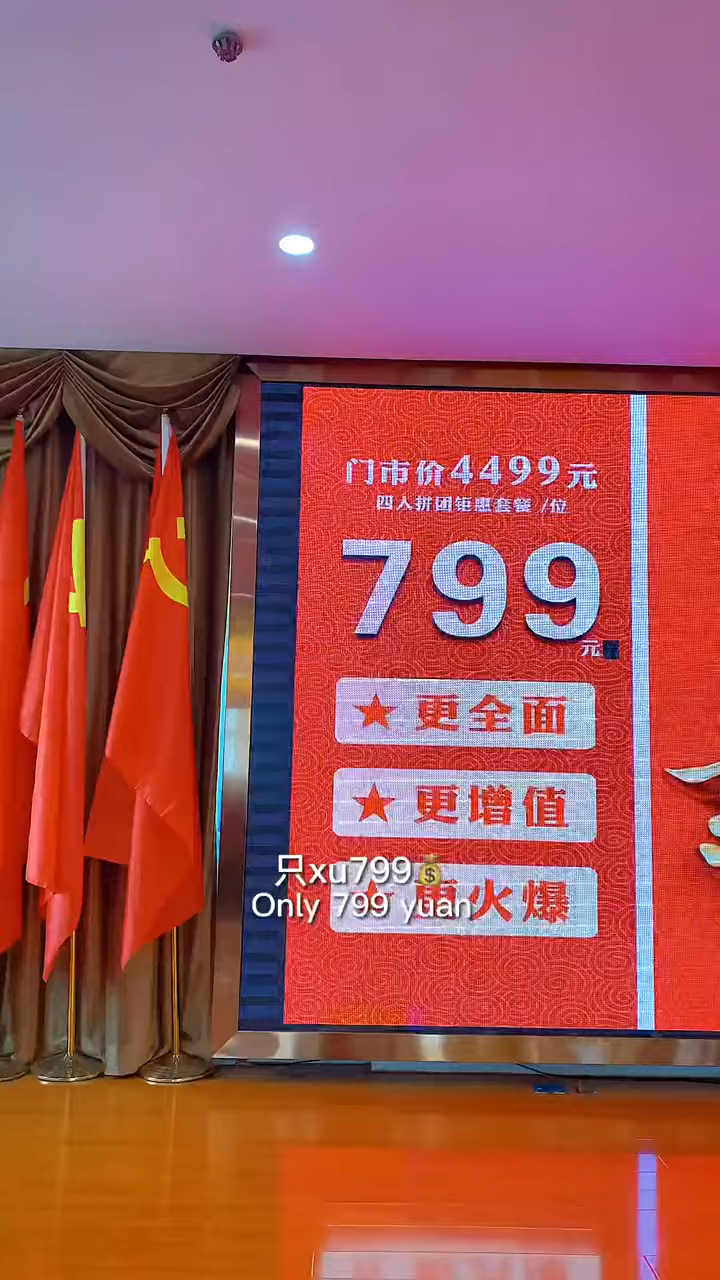 门市价4499元
四人拼团钜惠套餐 /位
799
元
★ 更全面
★ 更增值
★ 更火爆
只xu799💰
Only 799 yuan